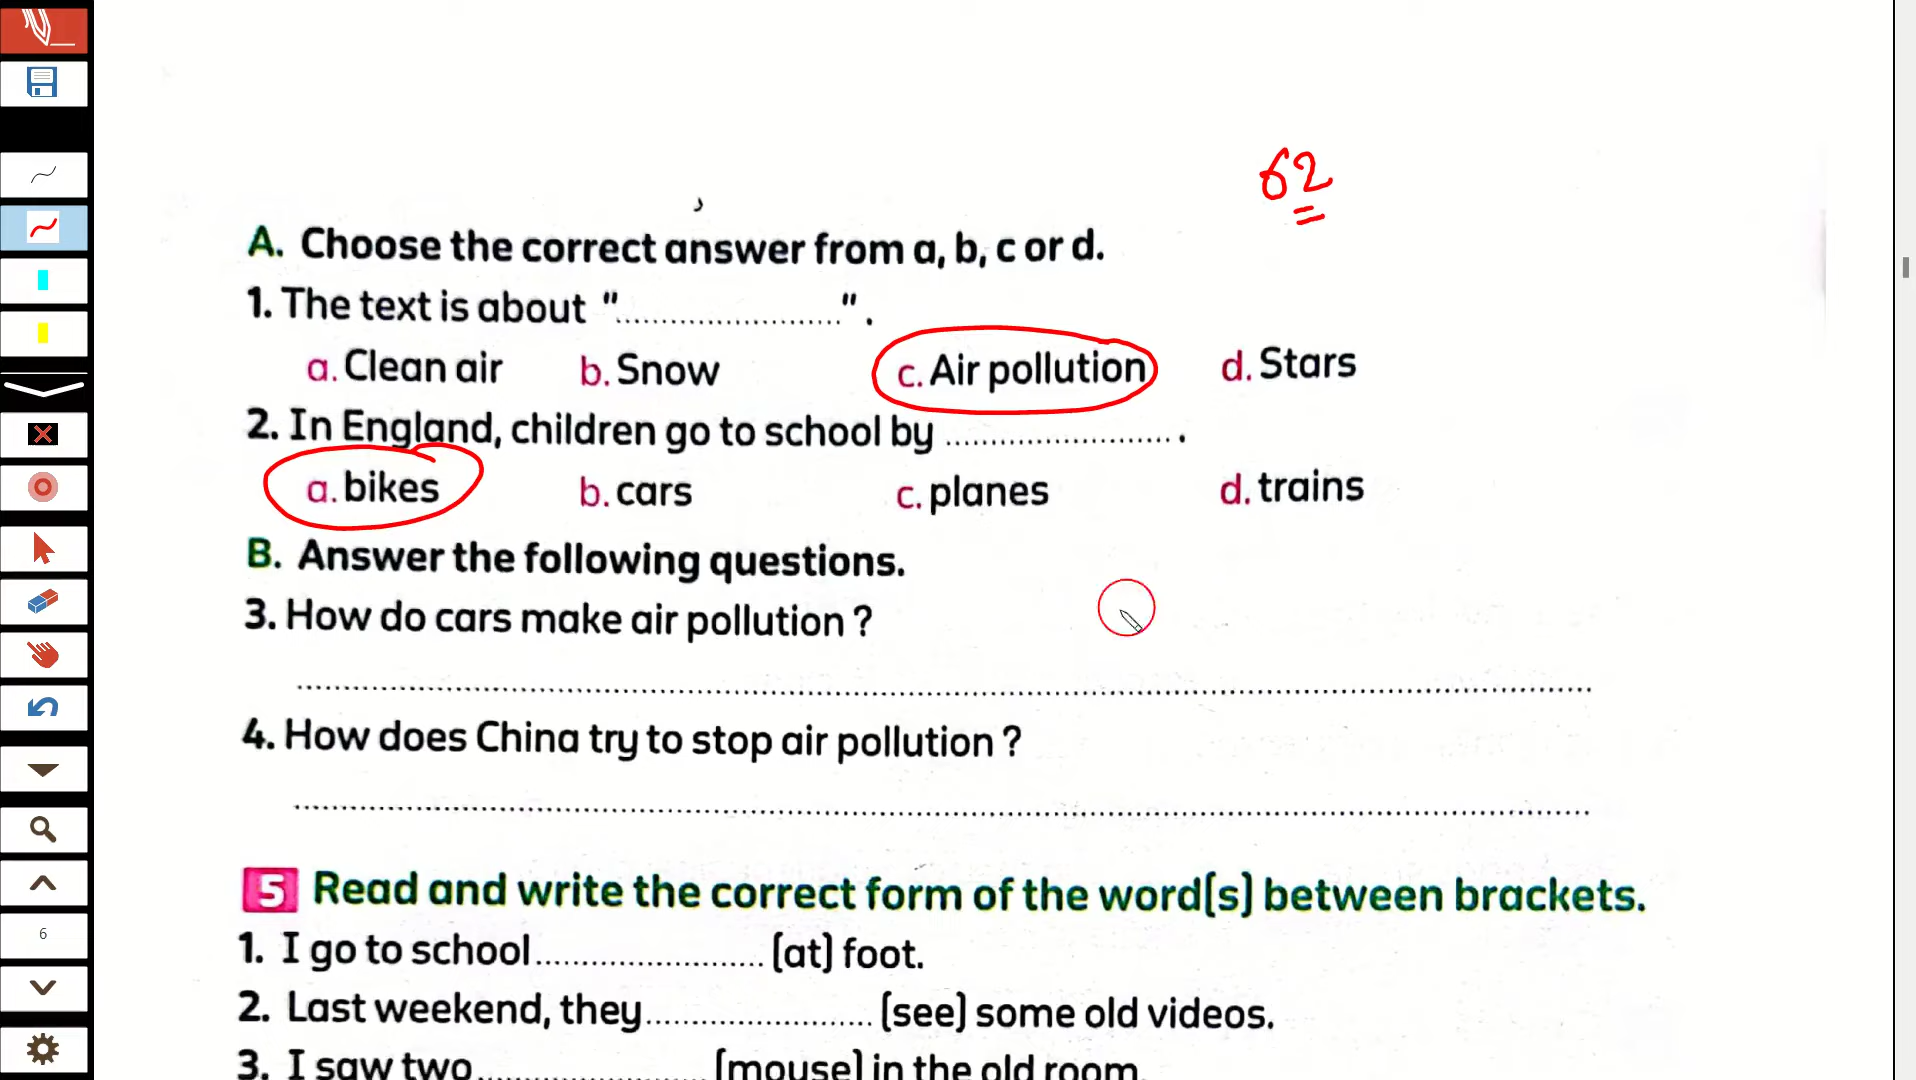 62
A. Choose the correct answer from a, b, c or d.
1. The text is about "........................".
a. Clean air b. Snow c. Air pollution d. Stars
2. In England, children go to school by ........................ .
a. bikes b. cars c. planes d. trains
B. Answer the following questions.
3. How do cars make air pollution ?
4. How does China try to stop air pollution ?
5 Read and write the correct form of the word(s) between brackets.
1. I go to school........................ (at) foot.
2. Last weekend, they........................ (see) some old videos.
3. I saw two........................ (mouse) in the old room.
6